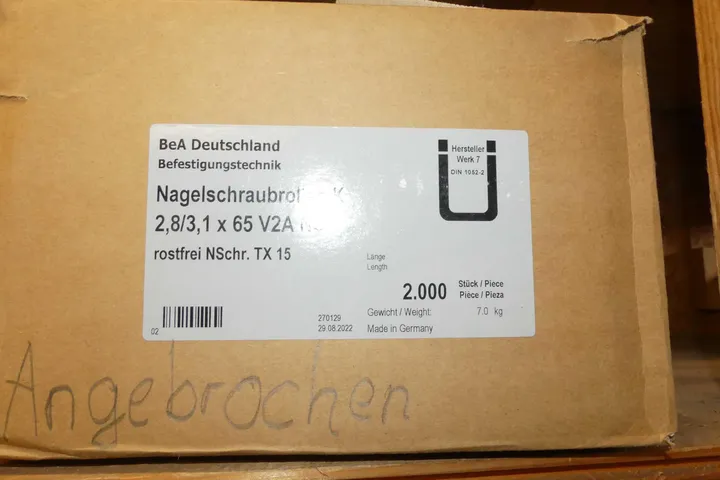 BeA Deutschland
Befestigungstechnik
2,8/3,1 x 65 V2A
rostfrei NSchr. TX 15
Hersteller
Werk 7
DIN 1052-2
Länge
Length
2.000 Stück / Piece
Pièce / Pieza
Gewicht / Weight: 7.0 kg
Made in Germany
270129
29.08.2022
02
Angebrochen